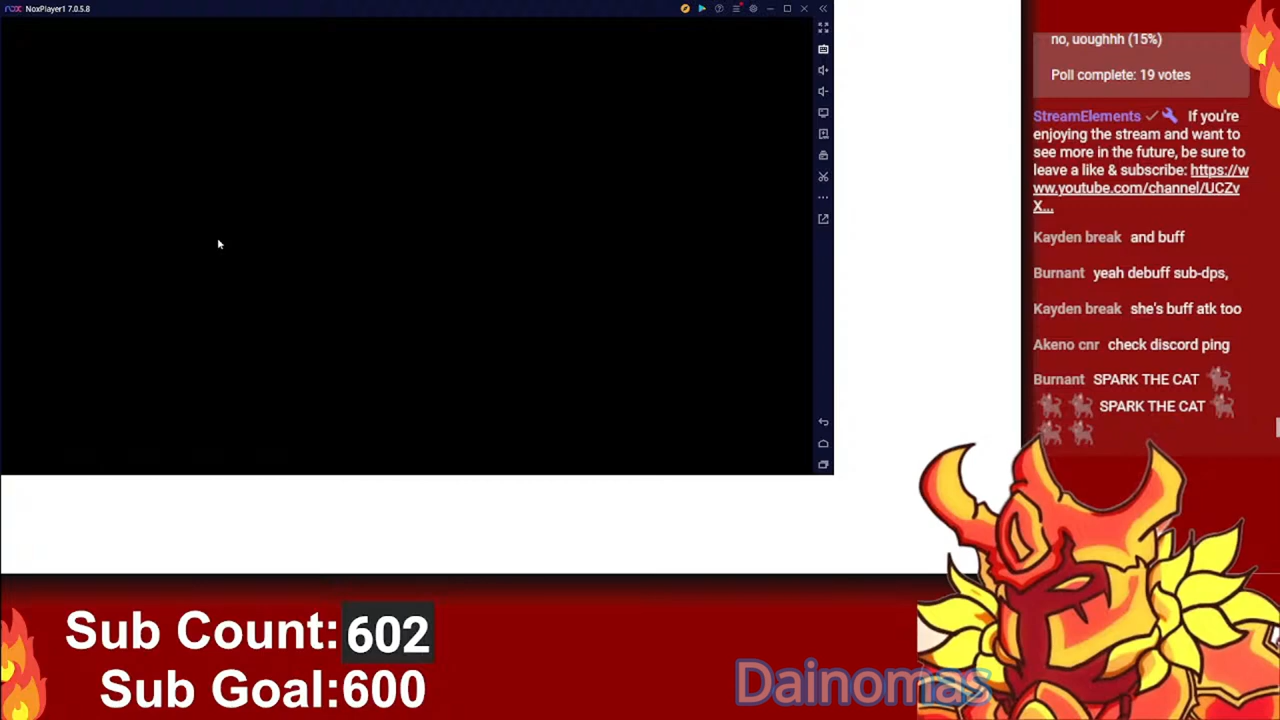 nox NoxPlayer1 7.0.5.8
no, uoughhh (15%)
Poll complete: 19 votes
StreamElements If you're
enjoying the stream and want to
see more in the future, be sure to
leave a like & subscribe: https://w
ww.youtube.com/channel/UCZv
X...
Kayden break and buff
Burnant yeah debuff sub-dps,
Kayden break she's buff atk too
Akeno cnr check discord ping
Burnant SPARK THE CAT
SPARK THE CAT
Sub Count: 602
Sub Goal:600
Dainomas